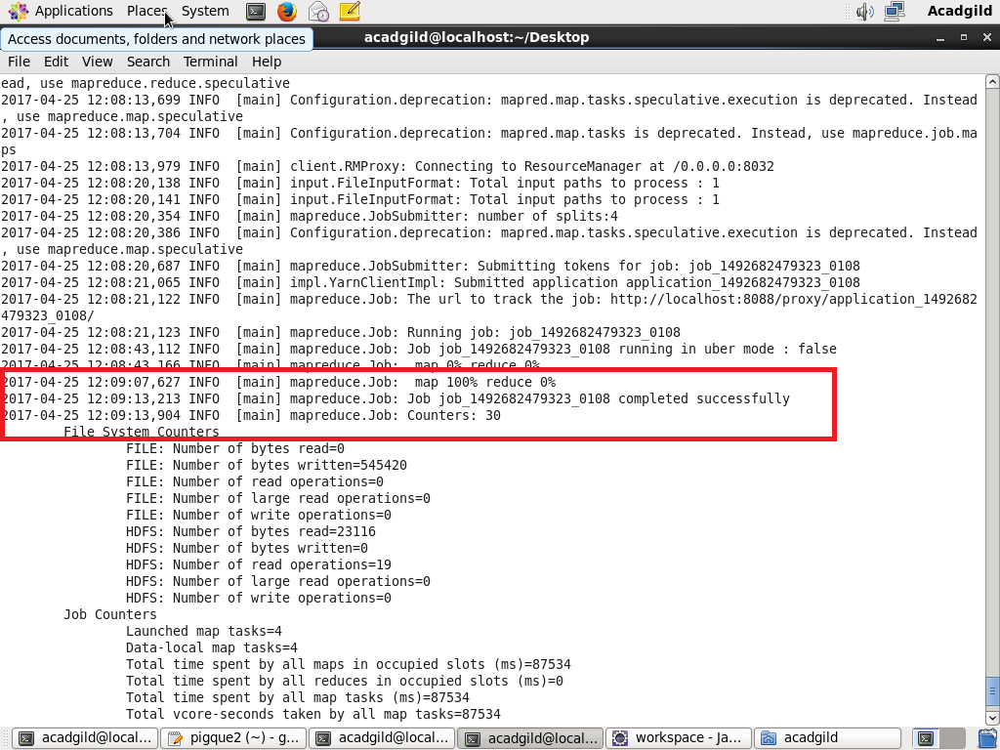 Applications Places System Acadgild
Access documents, folders and network places
acadgild@localhost:~/Desktop
File Edit View Search Terminal Help
ead, use mapreduce.reduce.speculative
2017-04-25 12:08:13,699 INFO  [main] Configuration.deprecation: mapred.map.tasks.speculative.execution is deprecated. Instead
, use mapreduce.map.speculative
2017-04-25 12:08:13,704 INFO  [main] Configuration.deprecation: mapred.map.tasks is deprecated. Instead, use mapreduce.job.ma
ps
2017-04-25 12:08:13,979 INFO  [main] client.RMProxy: Connecting to ResourceManager at /0.0.0.0:8032
2017-04-25 12:08:20,138 INFO  [main] input.FileInputFormat: Total input paths to process : 1
2017-04-25 12:08:20,141 INFO  [main] input.FileInputFormat: Total input paths to process : 1
2017-04-25 12:08:20,354 INFO  [main] mapreduce.JobSubmitter: number of splits:4
2017-04-25 12:08:20,386 INFO  [main] Configuration.deprecation: mapred.map.tasks.speculative.execution is deprecated. Instead
, use mapreduce.map.speculative
2017-04-25 12:08:20,687 INFO  [main] mapreduce.JobSubmitter: Submitting tokens for job: job_1492682479323_0108
2017-04-25 12:08:21,065 INFO  [main] impl.YarnClientImpl: Submitted application application_1492682479323_0108
2017-04-25 12:08:21,122 INFO  [main] mapreduce.Job: The url to track the job: http://localhost:8088/proxy/application_1492682
479323_0108/
2017-04-25 12:08:21,123 INFO  [main] mapreduce.Job: Running job: job_1492682479323_0108
2017-04-25 12:08:43,112 INFO  [main] mapreduce.Job: Job job_1492682479323_0108 running in uber mode : false
2017-04-25 12:08:43,166 INFO  [main] mapreduce.Job:  map 0% reduce 0%
2017-04-25 12:09:07,627 INFO  [main] mapreduce.Job:  map 100% reduce 0%
2017-04-25 12:09:13,213 INFO  [main] mapreduce.Job: Job job_1492682479323_0108 completed successfully
2017-04-25 12:09:13,904 INFO  [main] mapreduce.Job: Counters: 30
File System Counters
FILE: Number of bytes read=0
FILE: Number of bytes written=545420
FILE: Number of read operations=0
FILE: Number of large read operations=0
FILE: Number of write operations=0
HDFS: Number of bytes read=23116
HDFS: Number of bytes written=0
HDFS: Number of read operations=19
HDFS: Number of large read operations=0
HDFS: Number of write operations=0
Job Counters
Launched map tasks=4
Data-local map tasks=4
Total time spent by all maps in occupied slots (ms)=87534
Total time spent by all reduces in occupied slots (ms)=0
Total time spent by all map tasks (ms)=87534
Total vcore-seconds taken by all map tasks=87534
acadgild@local... pigque2 (~) - g... acadgild@local... acadgild@local... workspace - Ja... acadgild